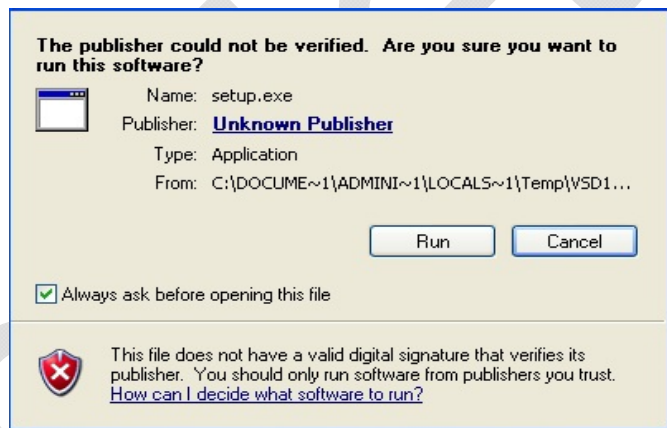 The publisher could not be verified. Are you sure you want to
run this software?
Name: setup.exe
Publisher: Unknown Publisher
Type: Application
From: C:\DOCUME~1\ADMINI~1\LOCALS~1\Temp\VSD1...
Run Cancel
Always ask before opening this file
This file does not have a valid digital signature that verifies its
publisher. You should only run software from publishers you trust.
How can I decide what software to run?